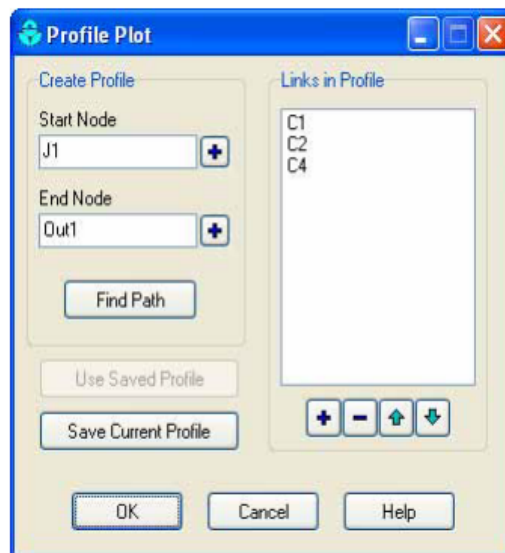 Profile Plot
Create Profile
Start Node
J1
End Node
Out1
Find Path
Use Saved Profile
Save Current Profile
Links in Profile
C1
C2
C4
OK
Cancel
Help